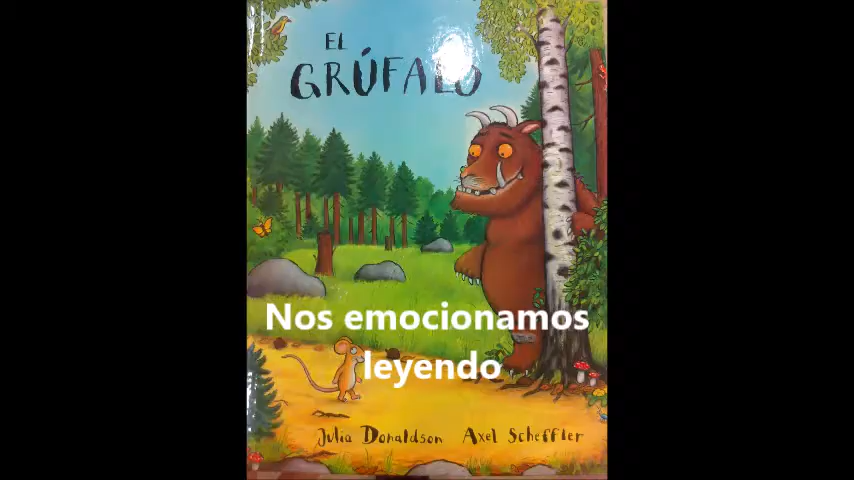 EL
GRÚFALO
Nos emocionamos
leyendo
Julia Donaldson Axel Scheffler